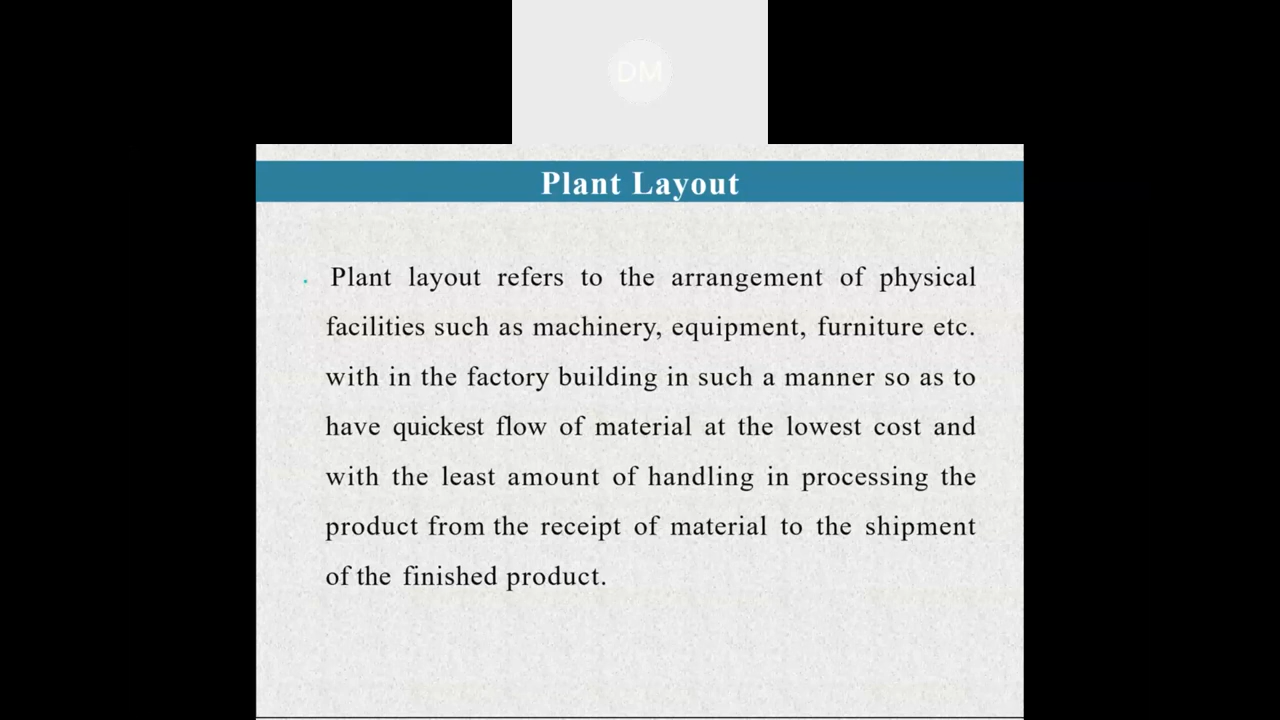 DM
Plant Layout
Plant layout refers to the arrangement of physical
facilities such as machinery, equipment, furniture etc.
with in the factory building in such a manner so as to
have quickest flow of material at the lowest cost and
with the least amount of handling in processing the
product from the receipt of material to the shipment
of the finished product.